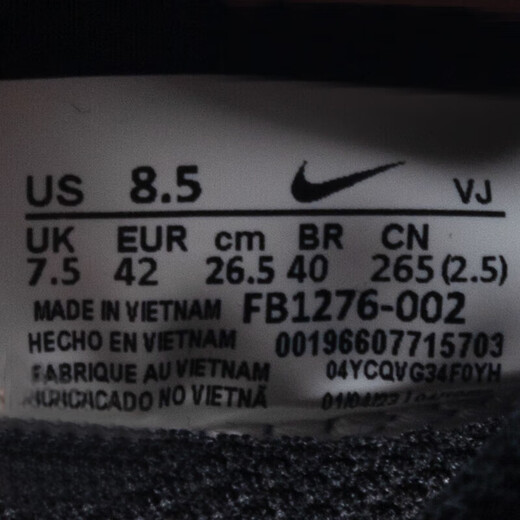 US 8.5 VJ
UK EUR cm BR CN
7.5 42 26.5 40 265 (2.5)
MADE IN VIETNAM FB1276-002
HECHO EN VIETNAM 00196607715703
FABRIQUE AU VIETNAM 04YCQVG34F0YH
NO VIETNÃ